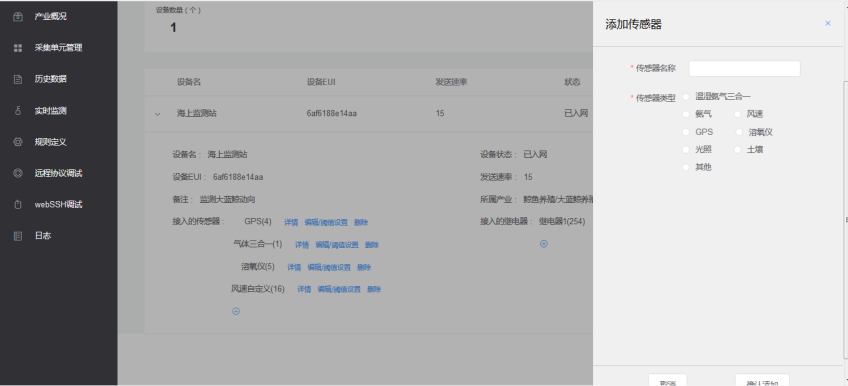 产业概况
采集单元管理
历史数据
实时监测
规则定义
远程协议调试
webSSH调试
日志
设备数量（个）
1
设备名 设备EUI 发送速率 状态
海上监测站 6af6188e14aa 15 已入网
设备名： 海上监测站 设备状态： 已入网
设备EUI： 6af6188e14aa 发送速率： 15
备注： 监测大蓝鲸动向 所属产业： 鲸鱼养殖/大蓝鲸养殖
接入的传感器： GPS(4) 详情 编辑/阈值设置 删除 接入的继电器： 继电器1(254)
气体三合一(1) 详情 编辑/阈值设置 删除
溶氧仪(5) 详情 编辑/阈值设置 删除
风速自定义(16) 详情 编辑/阈值设置 删除
添加传感器 ×
* 传感器名称
* 传感器类型 温湿氨气三合一
氨气 风速
GPS 溶氧仪
光照 土壤
其他
取消 确认添加